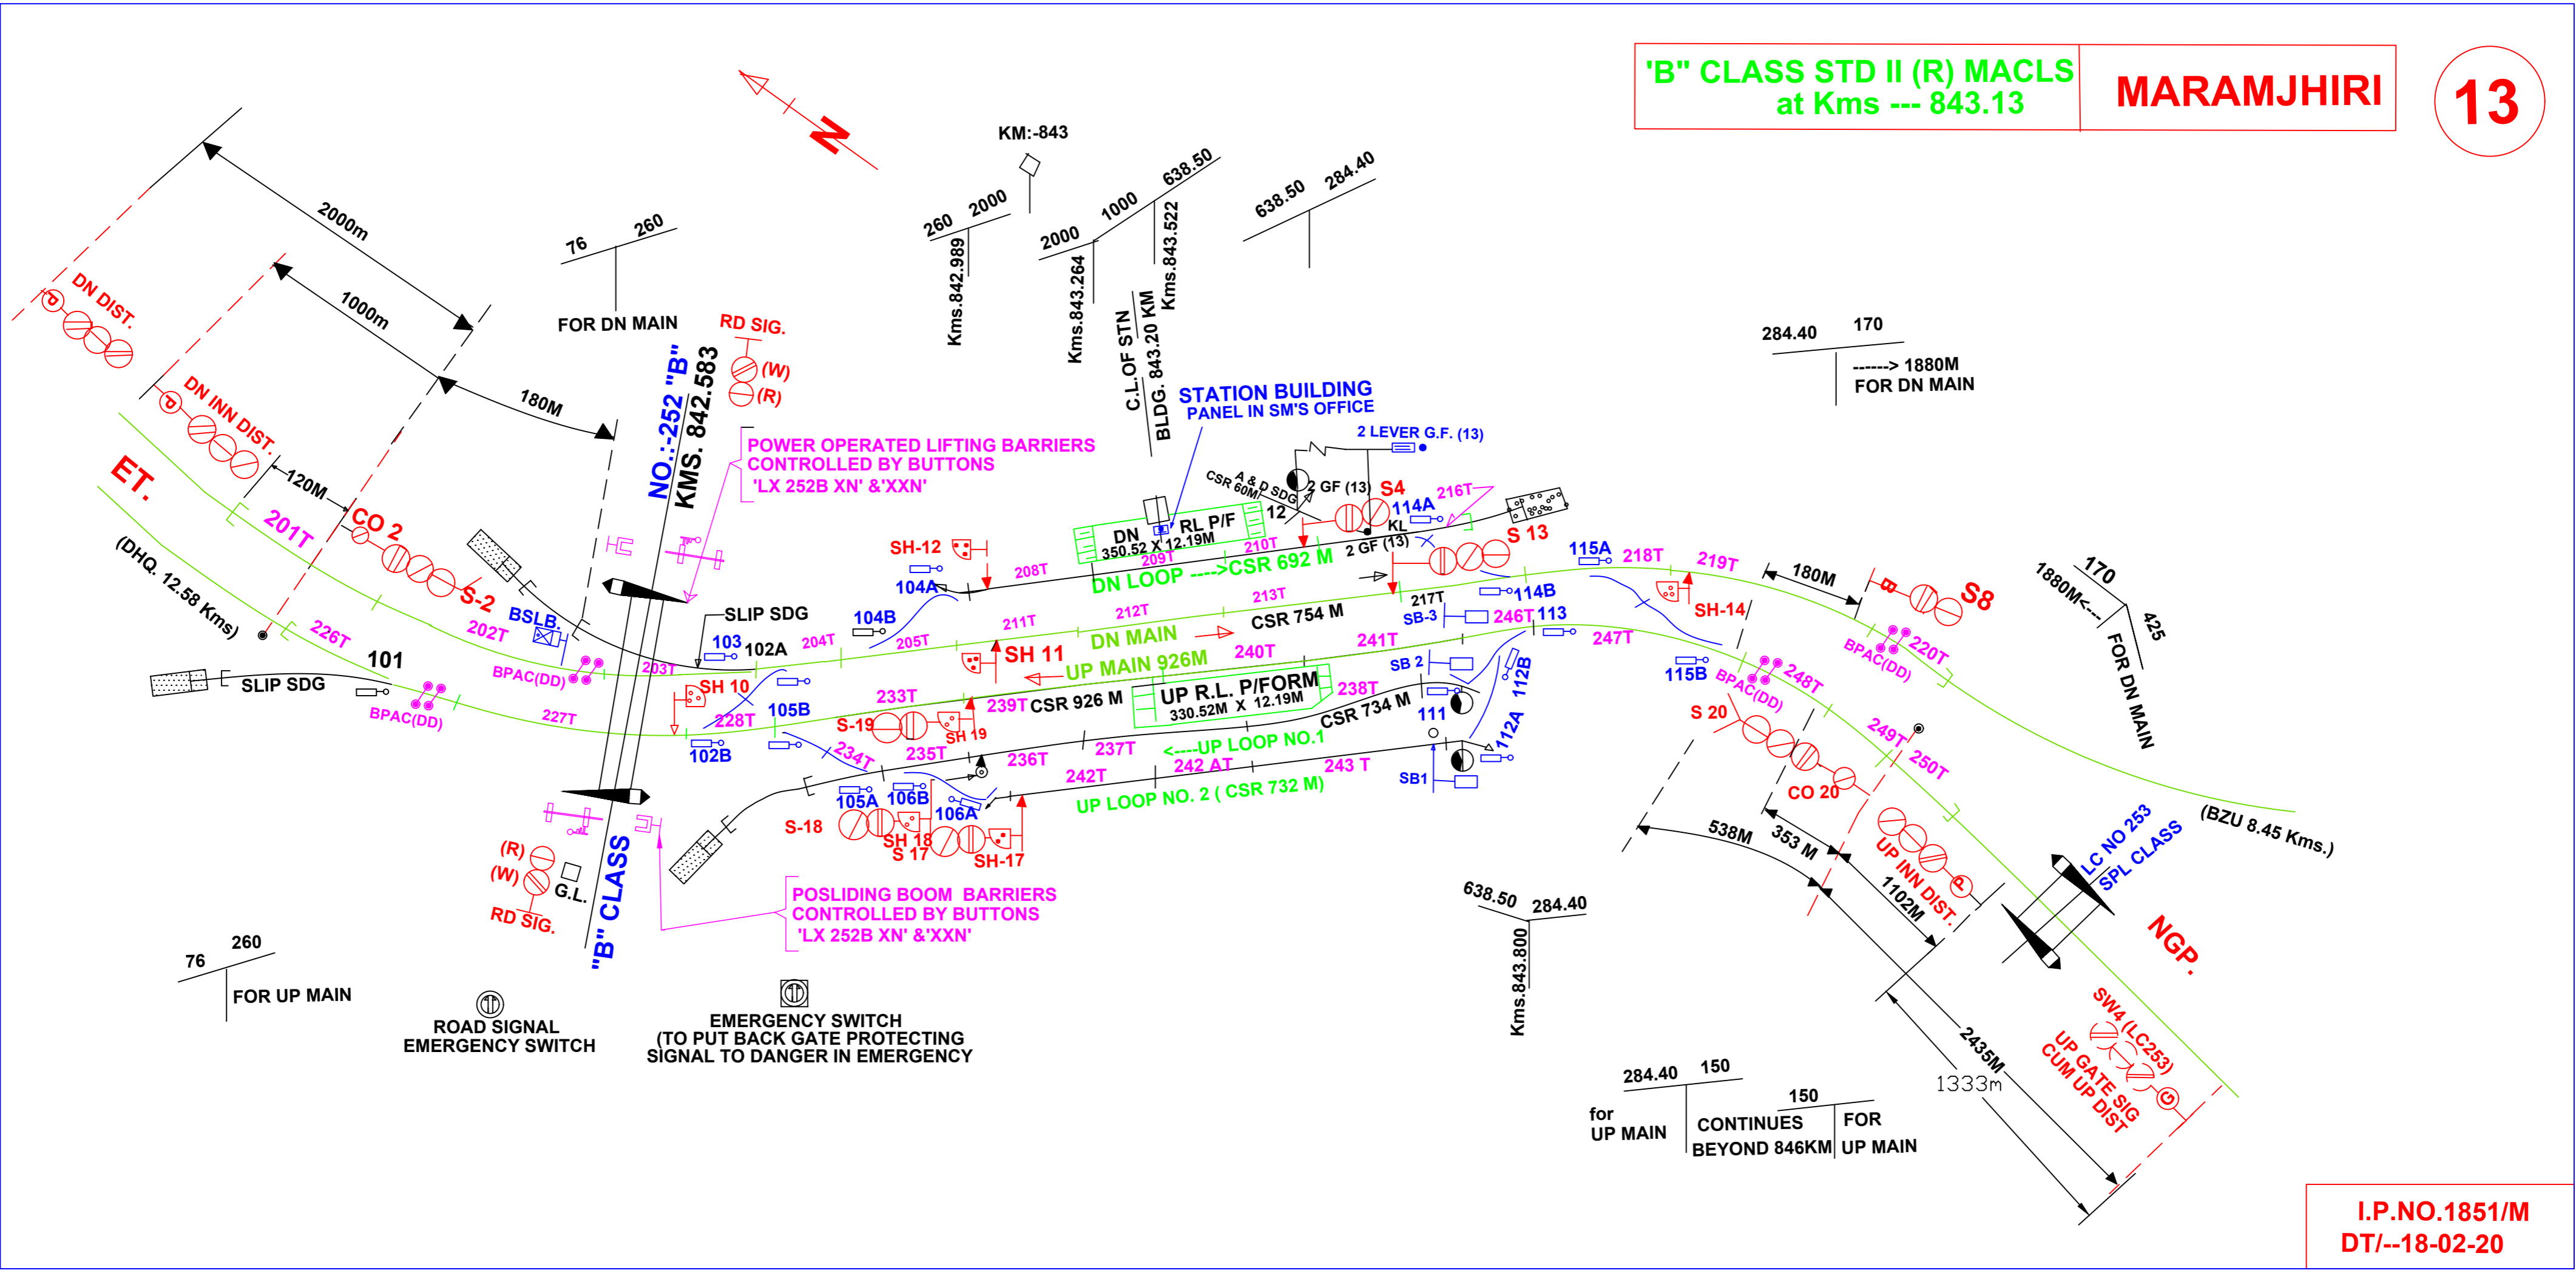 'B" CLASS STD II (R) MACLS
at Kms --- 843.13
MARAMJHIRI
13
N
KM:-843
2000m
1000m
180M
120M
DN DIST.
P
DN INN DIST.
P
ET.
(DHQ. 12.58 Kms)
76 260
FOR DN MAIN
260 2000
Kms.842.989
2000 1000 638.50
Kms.843.264
Kms.843.522
C.L.OF STN
BLDG. 843.20 KM
638.50 284.40
284.40 170
------> 1880M
FOR DN MAIN
170
1880M<---
425
FOR DN MAIN
RD SIG.
(W)
(R)
NO.:-252 "B"
KMS. 842.583
POWER OPERATED LIFTING BARRIERS
CONTROLLED BY BUTTONS
'LX 252B XN' &'XXN'
STATION BUILDING
PANEL IN SM'S OFFICE
2 LEVER G.F. (13)
A & D SDG
CSR 60M
2 GF (13)
12
S4
114A
216T
KL
2 GF (13)
S 13
DN RL P/F
350.52 X 12.19M
208T
209T
210T
DN LOOP ---->CSR 692 M
SH-12
104A
104B
201T
CO 2
S-2
BSLB.
202T
BPAC(DD)
203T
SLIP SDG
103
102A
204T
205T
211T
212T
213T
DN MAIN
CSR 754 M
217T
SB-3
114B
246T
113
115A
218T
219T
SH-14
180M
B
S8
BPAC(DD)
220T
226T
101
SLIP SDG
BPAC(DD)
227T
SH 10
228T
102B
105B
SH 11
UP MAIN 926M
240T
241T
SB 2
112B
247T
115B
BPAC(DD)
248T
233T
239T
CSR 926 M
UP R.L. P/FORM
330.52M X 12.19M
238T
CSR 734 M
111
112A
S-19
SH 19
234T
235T
236T
237T
<----UP LOOP NO.1
242T
242 AT
243 T
SB1
UP LOOP NO. 2 ( CSR 732 M)
105A
106B
106A
S-18
SH 18
S 17
SH-17
S 20
CO 20
249T
250T
(BZU 8.45 Kms.)
538M
353 M
1102M
UP INN DIST.
P
LC NO 253
SPL CLASS
NGP.
2435M
1333m
SW4 (LC253)
UP GATE SIG
CUM UP DIST
G
(R)
(W)
RD SIG.
G.L.
"B" CLASS
POSLIDING BOOM BARRIERS
CONTROLLED BY BUTTONS
'LX 252B XN' &'XXN'
76 260
FOR UP MAIN
ROAD SIGNAL
EMERGENCY SWITCH
EMERGENCY SWITCH
(TO PUT BACK GATE PROTECTING
SIGNAL TO DANGER IN EMERGENCY
638.50 284.40
Kms.843.800
284.40 150
for
UP MAIN
CONTINUES
BEYOND 846KM
150
FOR
UP MAIN
I.P.NO.1851/M
DT/--18-02-20